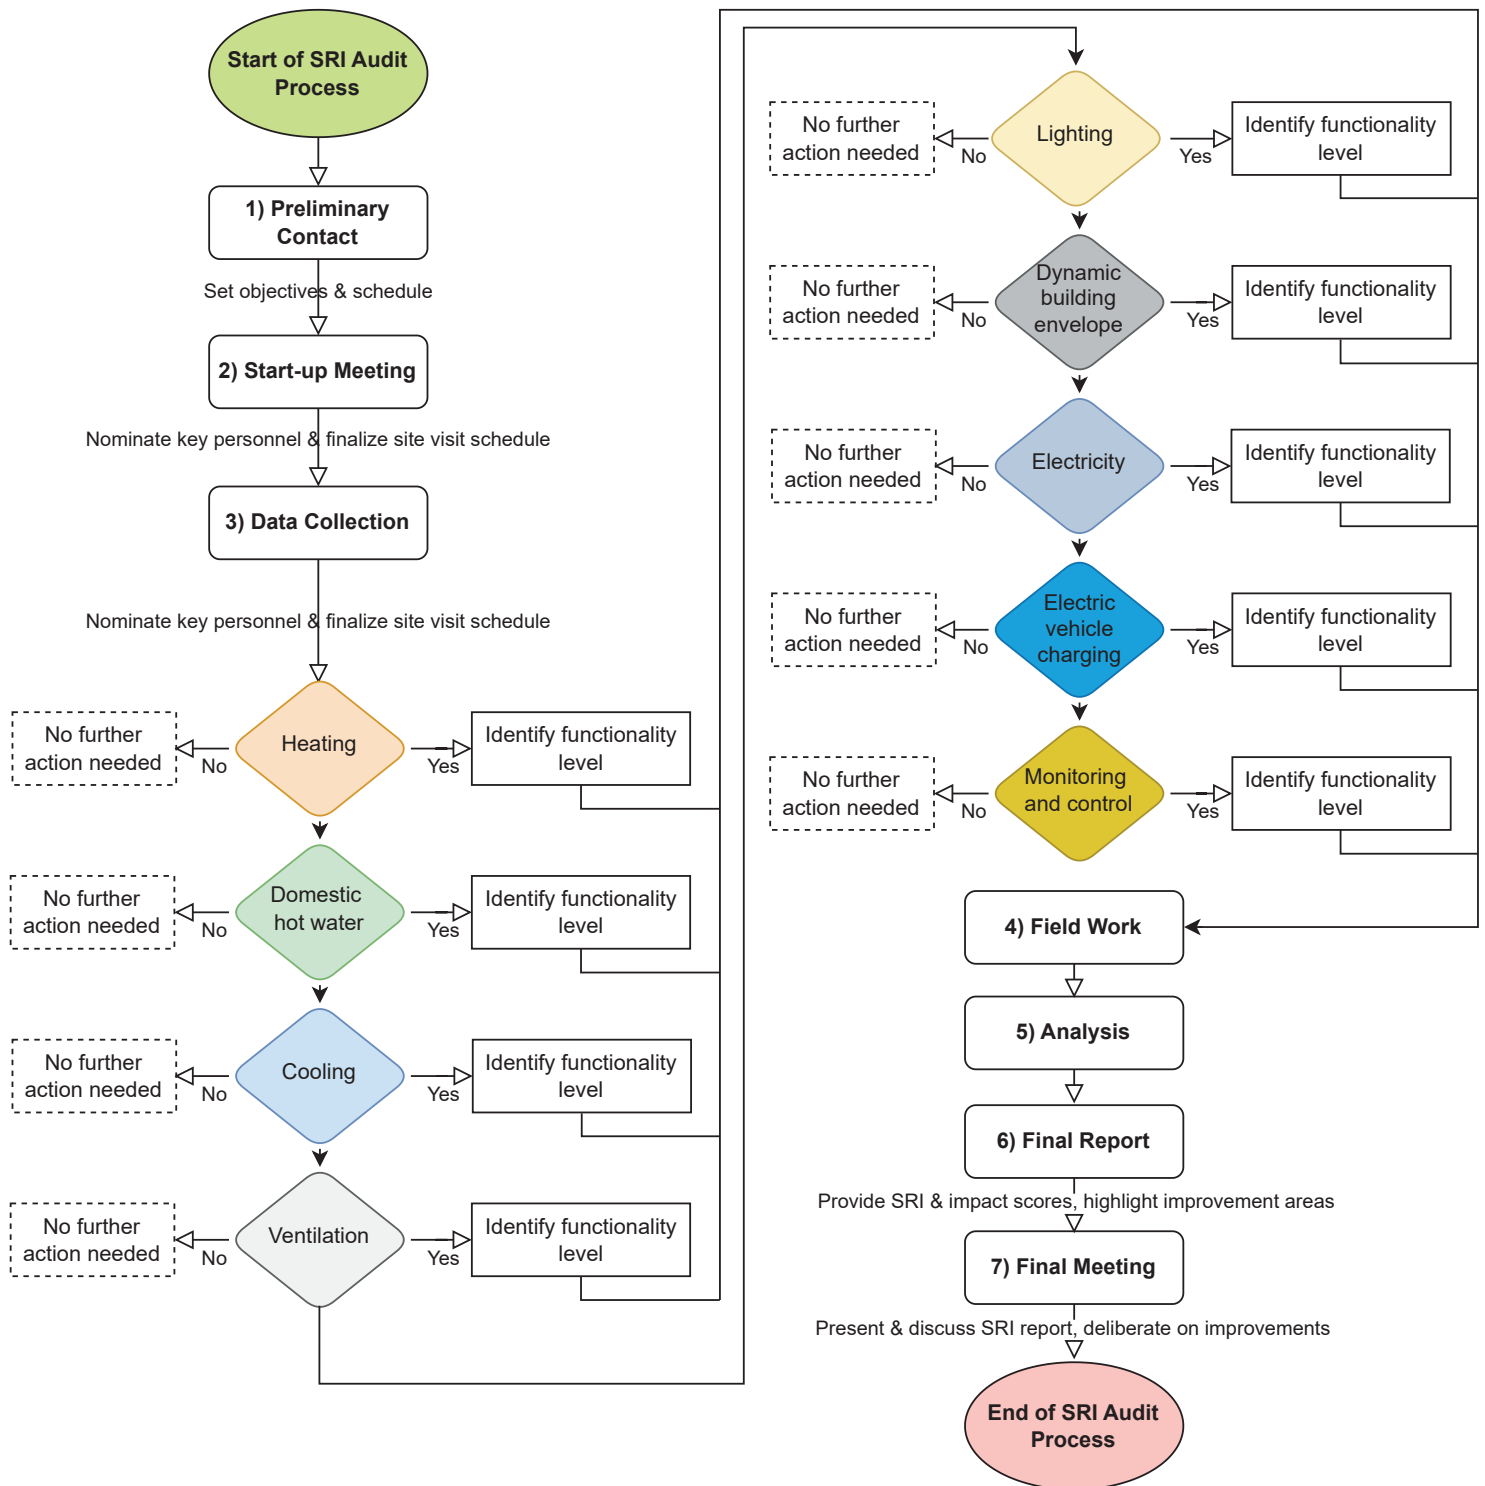 Start of SRI Audit
Process
1) Preliminary
Contact
Set objectives & schedule
2) Start-up Meeting
Nominate key personnel & finalize site visit schedule
3) Data Collection
Nominate key personnel & finalize site visit schedule
No further
action needed
No
Heating
Yes
Identify functionality
level
No further
action needed
No
Domestic
hot water
Yes
Identify functionality
level
No further
action needed
No
Cooling
Yes
Identify functionality
level
No further
action needed
No
Ventilation
Yes
Identify functionality
level
No further
action needed
No
Lighting
Yes
Identify functionality
level
No further
action needed
No
Dynamic
building
envelope
Yes
Identify functionality
level
No further
action needed
No
Electricity
Yes
Identify functionality
level
No further
action needed
No
Electric
vehicle
charging
Yes
Identify functionality
level
No further
action needed
No
Monitoring
and control
Yes
Identify functionality
level
4) Field Work
5) Analysis
6) Final Report
Provide SRI & impact scores, highlight improvement areas
7) Final Meeting
Present & discuss SRI report, deliberate on improvements
End of SRI Audit
Process